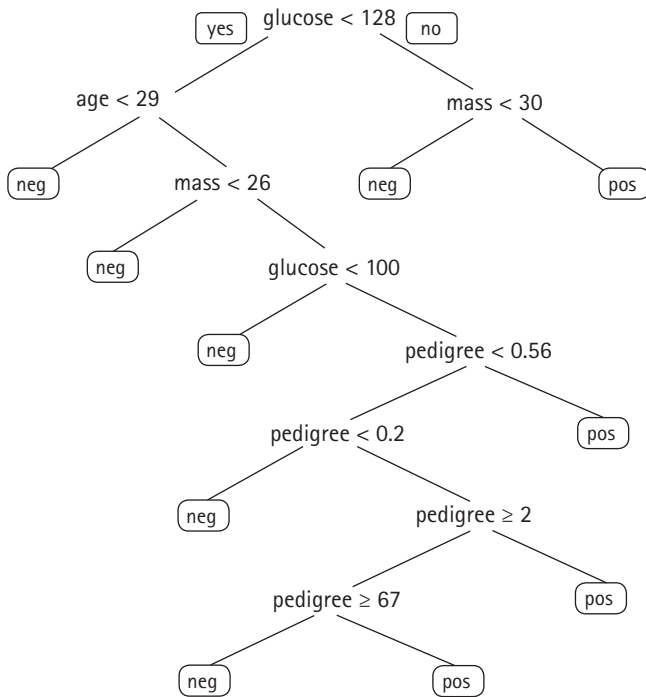 yes glucose < 128 no
age < 29 mass < 30
neg mass < 26 neg pos
neg glucose < 100
neg pedigree < 0.56
pedigree < 0.2 pos
neg pedigree ≥ 2
pedigree ≥ 67 pos
neg pos